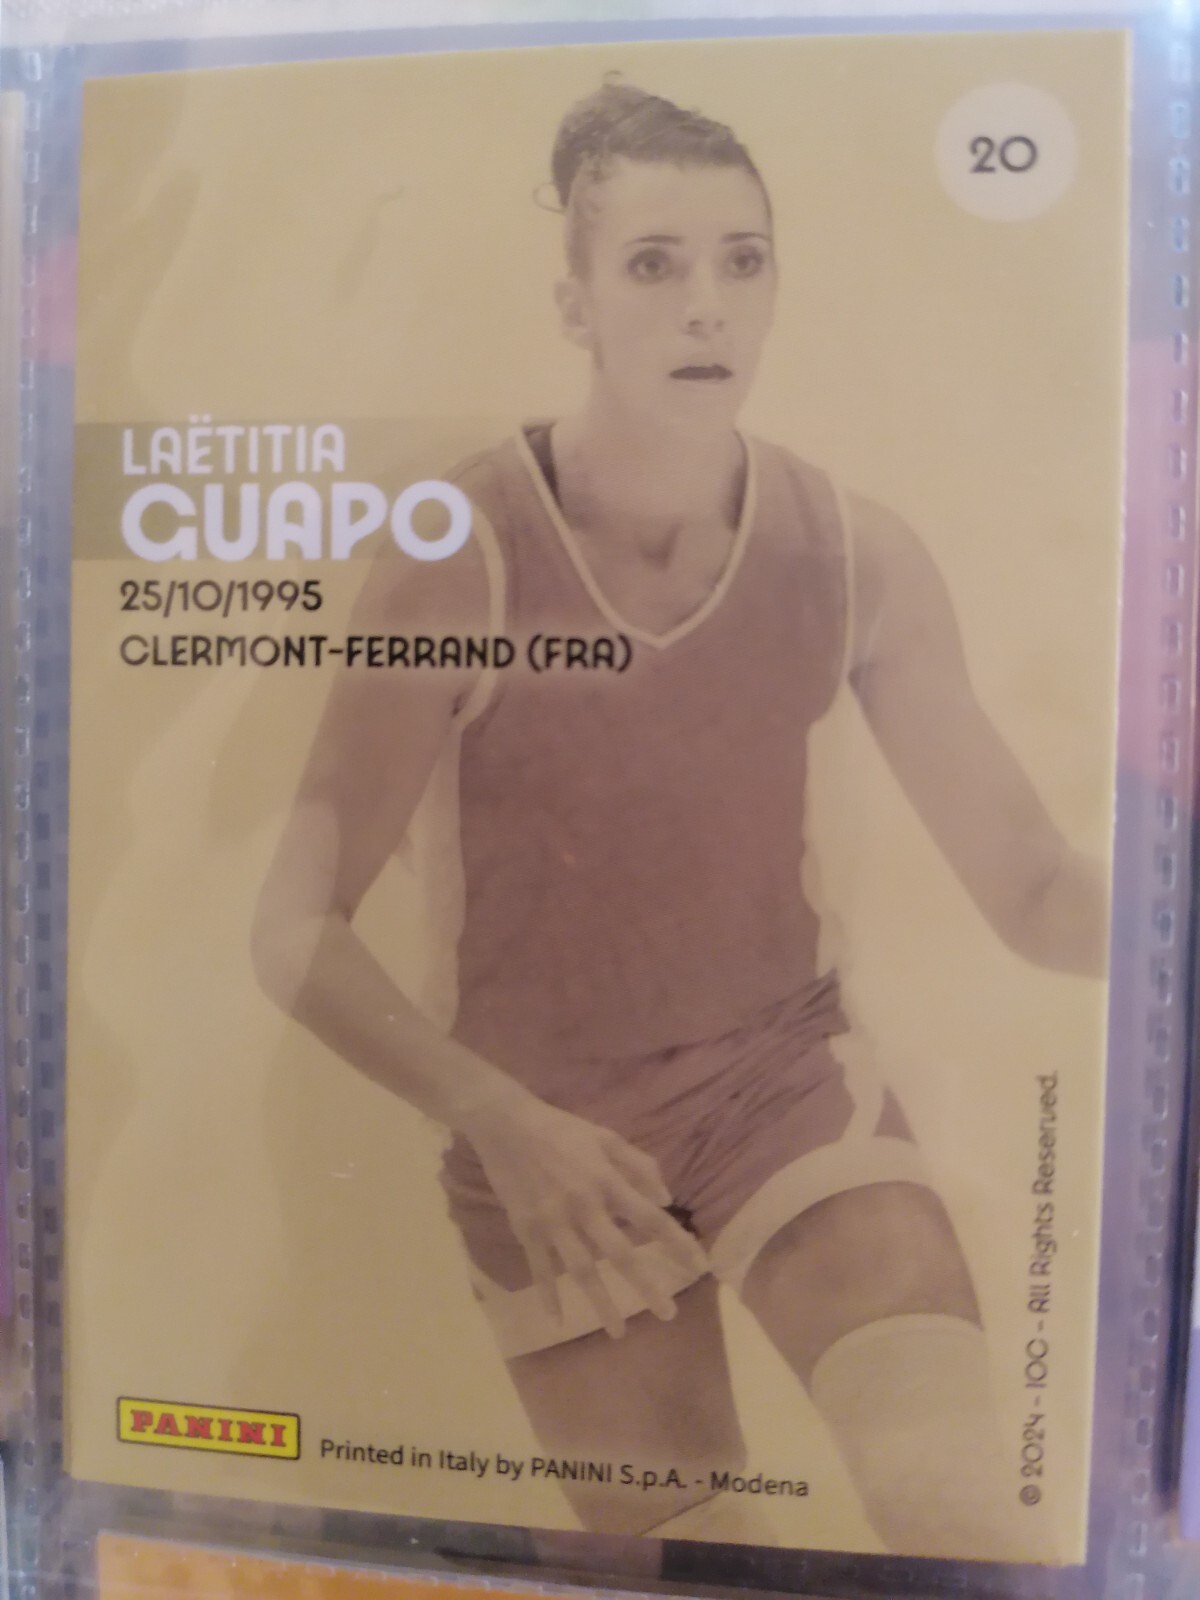 20
LAËTITIA
GUAPO
25/10/1995
CLERMONT-FERRAND (FRA)
PANINI
Printed in Italy by PANINI S.p.A. - Modena
© 2024 - IOC - All Rights Reserved.